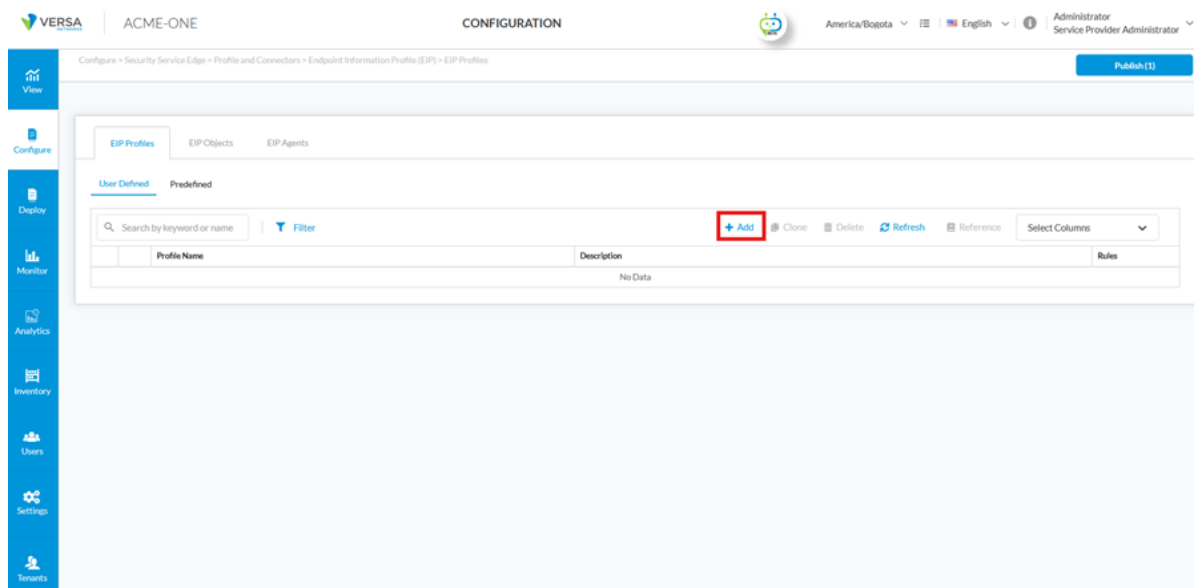 VERSA NETWORKS ACME-ONE CONFIGURATION America/Bogota English Administrator
Service Provider Administrator
Configure > Security Service Edge > Profile and Connectors > Endpoint Information Profile (EIP) > EIP Profiles Publish (1)
View
Configure
Deploy
Monitor
Analytics
Inventory
Users
Settings
Tenants
EIP Profiles EIP Objects EIP Agents
User Defined Predefined
Search by keyword or name Filter + Add Clone Delete Refresh Reference Select Columns
Profile Name Description Rules
No Data